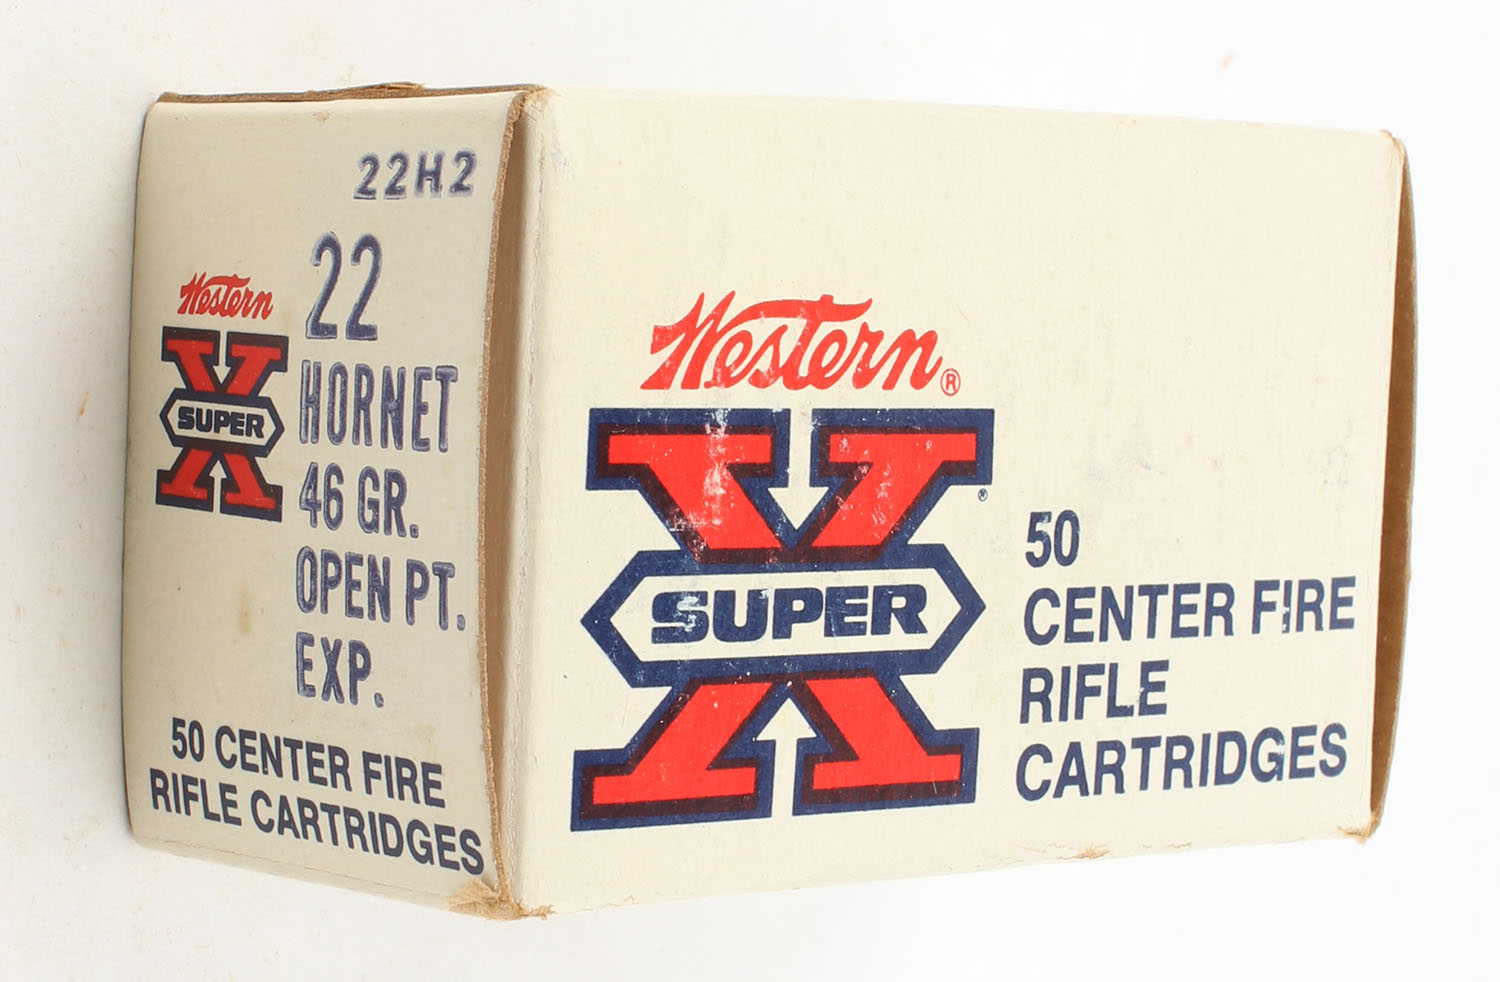 22H2
22
HORNET
46 GR.
OPEN PT.
EXP.
Western
SUPER
X
50 CENTER FIRE
RIFLE CARTRIDGES
Western®
SUPER
X®
50
CENTER FIRE
RIFLE
CARTRIDGES